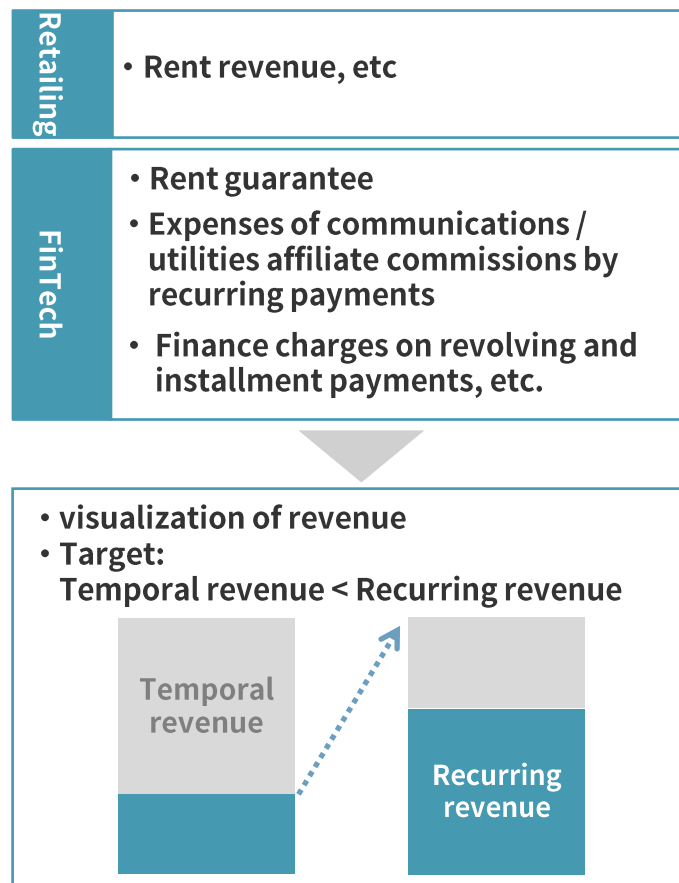 Retailing
• Rent revenue, etc
FinTech
• Rent guarantee
• Expenses of communications /
utilities affiliate commissions by
recurring payments
• Finance charges on revolving and
installment payments, etc.
• visualization of revenue
• Target:
Temporal revenue < Recurring revenue
Temporal
revenue
Recurring
revenue